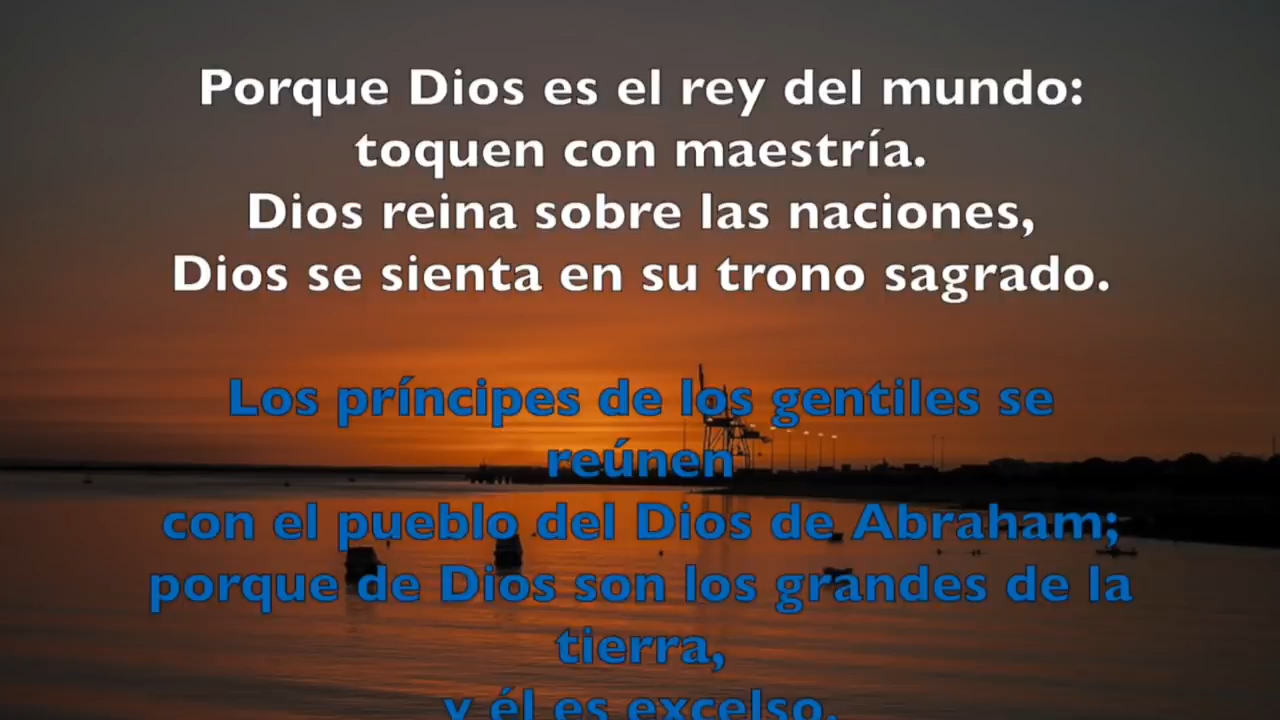 Porque Dios es el rey del mundo:
toquen con maestría.
Dios reina sobre las naciones,
Dios se sienta en su trono sagrado.
Los príncipes de los gentiles se
reúnen
con el pueblo del Dios de Abraham;
porque de Dios son los grandes de la
tierra,
y él es excelso.